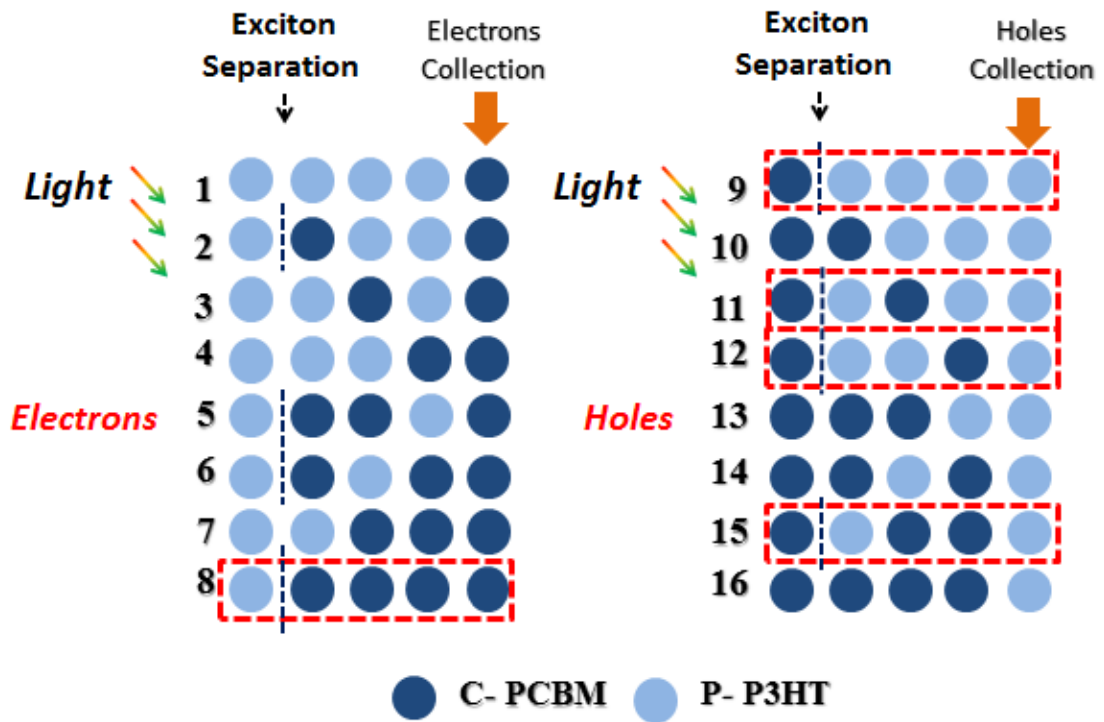 Exciton
Separation
Electrons
Collection
Exciton
Separation
Holes
Collection
Light
1
2
3
4
Electrons
5
6
7
8
Light
9
10
11
12
Holes
13
14
15
16
C- PCBM
P- P3HT